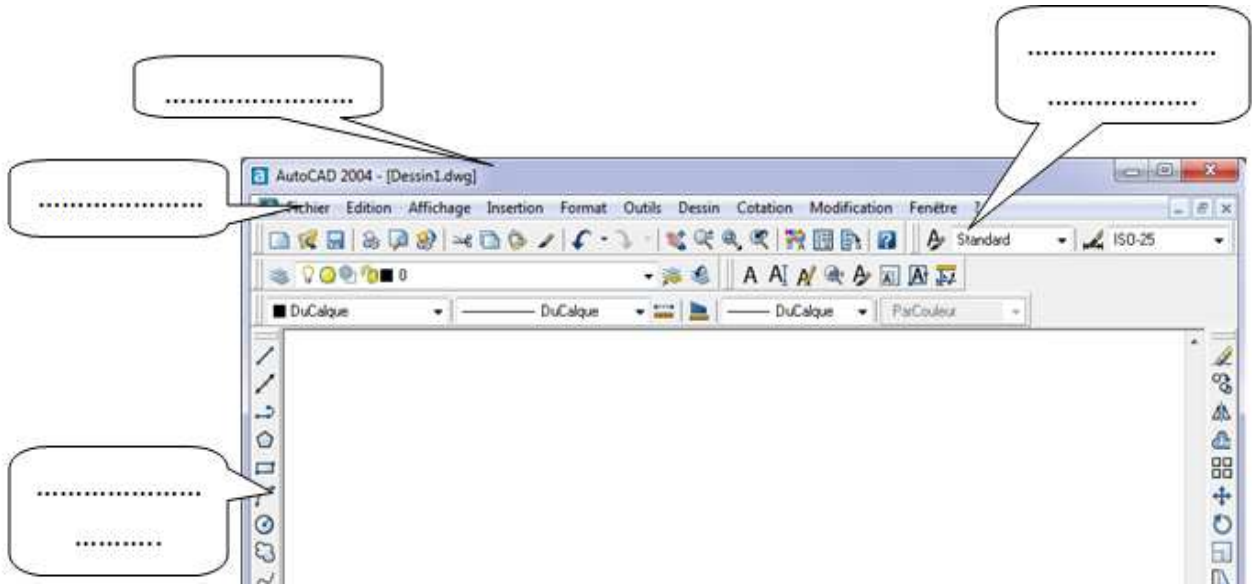 ........................
...................
........................
AutoCAD 2004 - [Dessin1.dwg]
.....................
Fichier Edition Affichage Insertion Format Outils Dessin Cotation Modification Fenêtre
Standard ISO-25
0
DuCalque DuCalque DuCalque ParCouleur
.....................
...........